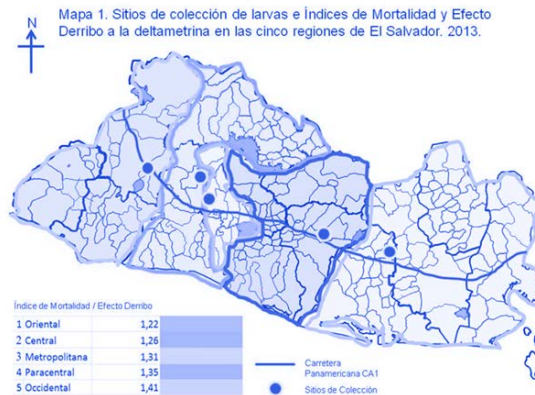 Mapa 1. Sitios de colección de larvas e Índices de Mortalidad y Efecto
Derribo a la deltametrina en las cinco regiones de El Salvador. 2013.
N
Índice de Mortalidad / Efecto Derribo
1 Oriental 1,22
2 Central 1,26
3 Metropolitana 1,31
4 Paracentral 1,35
5 Occidental 1,41
Carretera
Panamericana CA1
Sitios de Colección